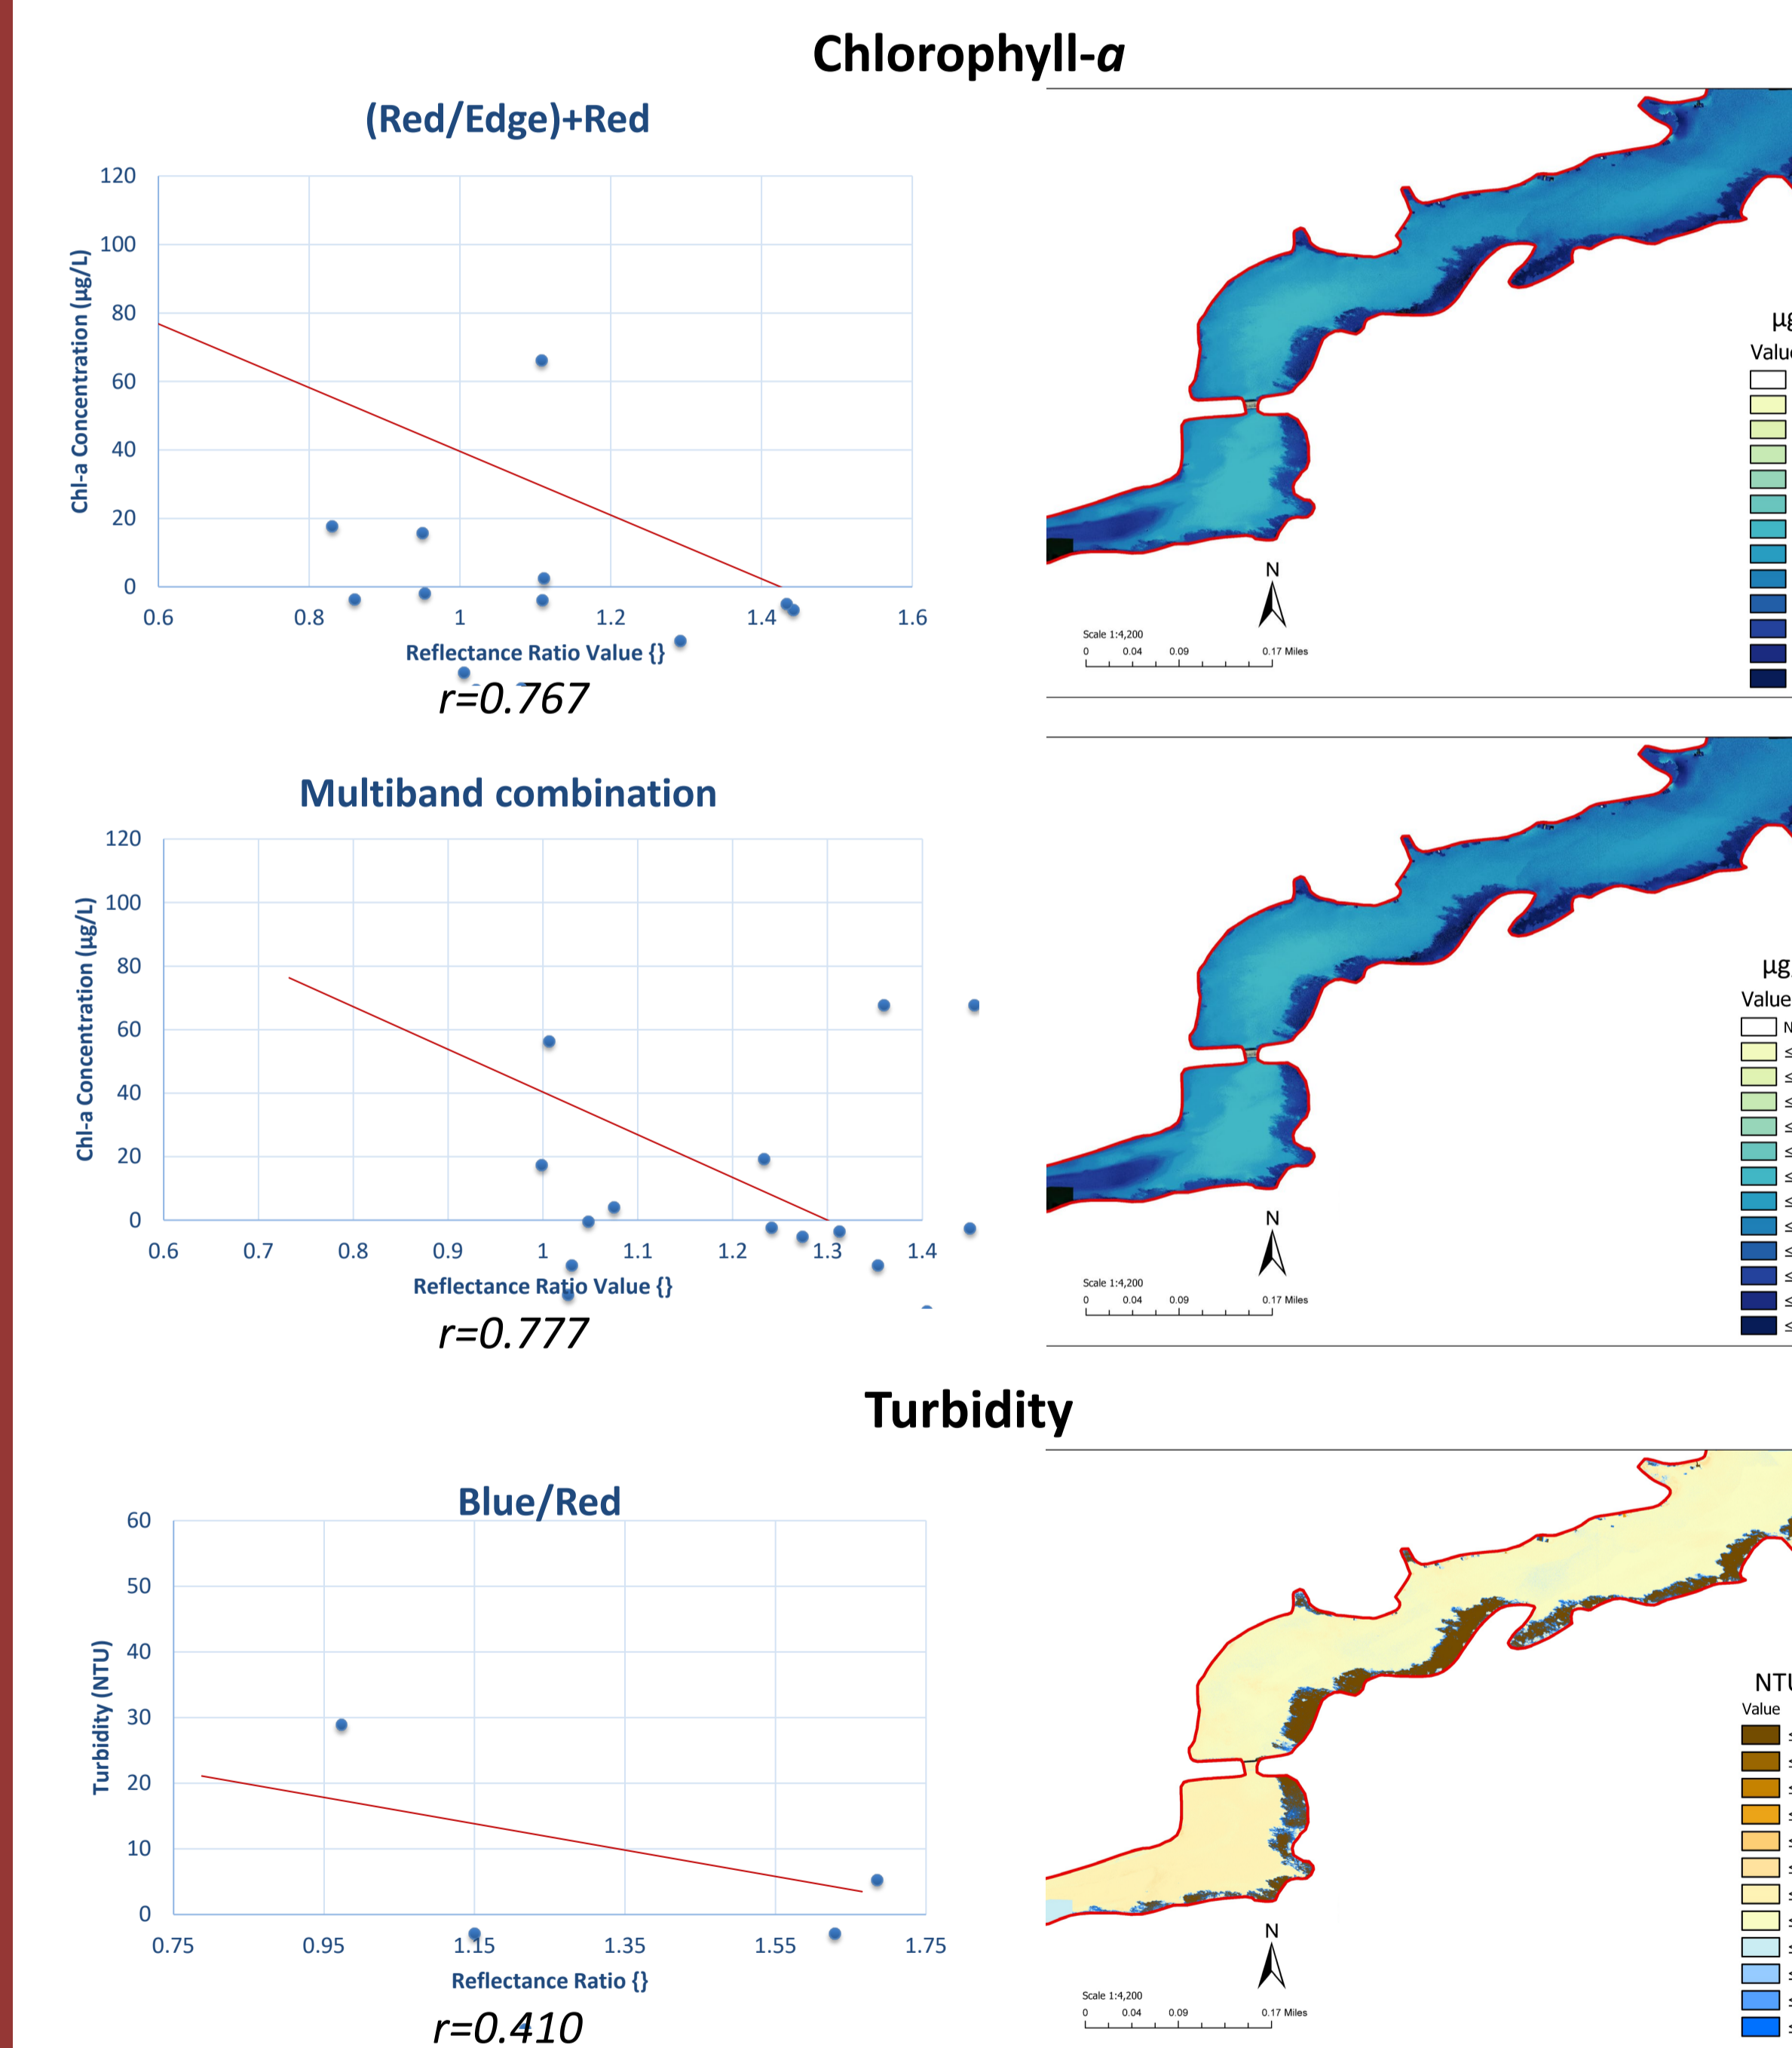 Chlorophyll-a
(Red/Edge)+Red
120
100
80
60
40
20
0
0.6 0.8 1 1.2 1.4 1.6
Chl-a Concentration (µg/L)
Reflectance Ratio Value {}
r=0.767
N
Scale 1:4,200
0 0.04 0.09 0.17 Miles
Multiband combination
120
100
80
60
40
20
0
0.6 0.7 0.8 0.9 1 1.1 1.2 1.3 1.4
Chl-a Concentration (µg/L)
Reflectance Ratio Value {}
r=0.777
µg
Value
N
≤
≤
≤
≤
≤
≤
≤
≤
≤
≤
≤
≤
N
Scale 1:4,200
0 0.04 0.09 0.17 Miles
Turbidity
Blue/Red
60
50
40
30
20
10
0
0.75 0.95 1.15 1.35 1.55 1.75
Turbidity (NTU)
Reflectance Ratio {}
r=0.410
NTU
Value
≤
≤
≤
≤
≤
≤
≤
≤
≤
≤
≤
≤
N
Scale 1:4,200
0 0.04 0.09 0.17 Miles